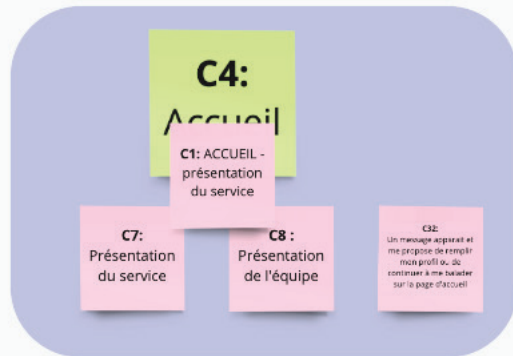 C4:
Accueil
C1: ACCUEIL -
présentation
du service
C7:
Présentation
du service
C8 :
Présentation
de l'équipe
C32:
Un message apparait et
me propose de remplir
mon profil ou de
continuer à me balader
sur la page d'accueil